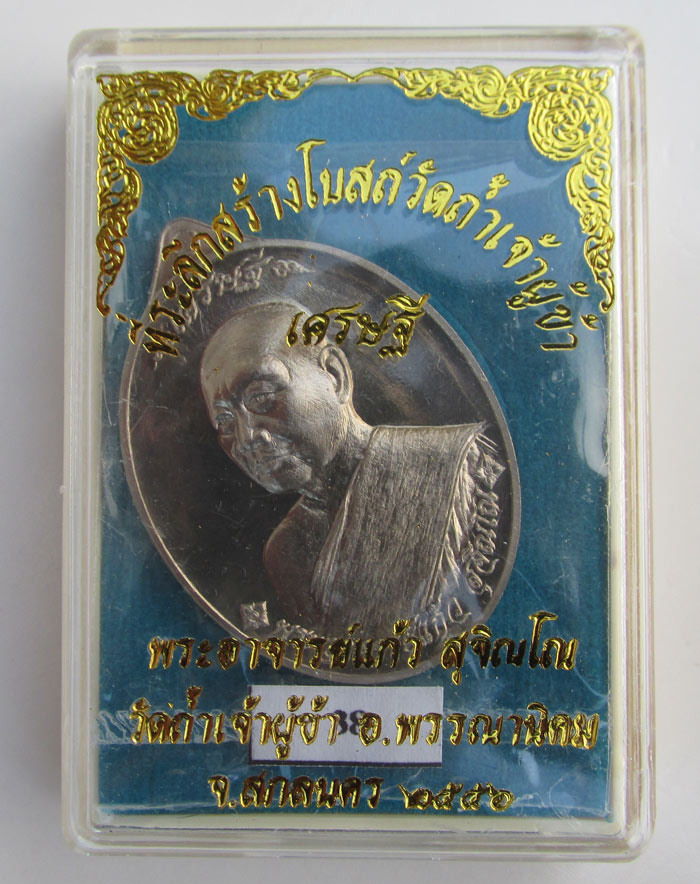 ที่ระลึกสร้างโบสถ์วัดถ้ำเจ้าผู้ข้า
เศรษฐี
พระอาจารย์แก้ว สุจิณโณ
วัดถ้ำเจ้าผู้ข้า อ.พรรณานิคม
จ.สกลนคร ๒๕๕๖